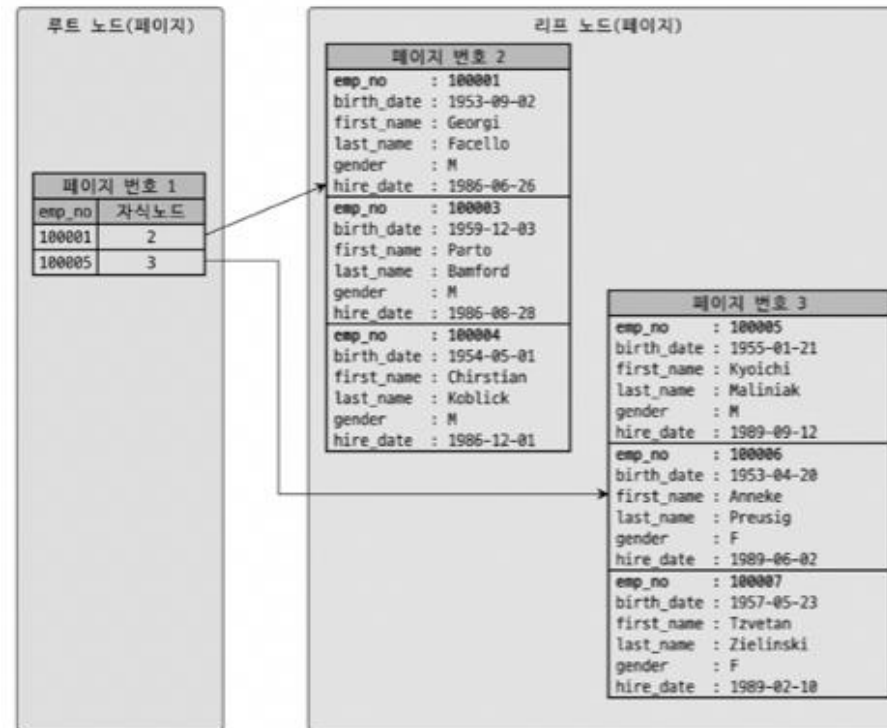 루트 노드(페이지)
페이지 번호 1
emp_no 자식노드
100001 2
100005 3
리프 노드(페이지)
페이지 번호 2
emp_no : 100001
birth_date : 1953-09-02
first_name : Georgi
last_name : Facello
gender : M
hire_date : 1986-06-26
emp_no : 100003
birth_date : 1959-12-03
first_name : Parto
last_name : Bamford
gender : M
hire_date : 1986-08-28
emp_no : 100004
birth_date : 1954-05-01
first_name : Chirstian
last_name : Koblick
gender : M
hire_date : 1986-12-01
페이지 번호 3
emp_no : 100005
birth_date : 1955-01-21
first_name : Kyoichi
last_name : Maliniak
gender : M
hire_date : 1989-09-12
emp_no : 100006
birth_date : 1953-04-20
first_name : Anneke
last_name : Preusig
gender : F
hire_date : 1989-06-02
emp_no : 100007
birth_date : 1957-05-23
first_name : Tzvetan
last_name : Zielinski
gender : F
hire_date : 1989-02-10